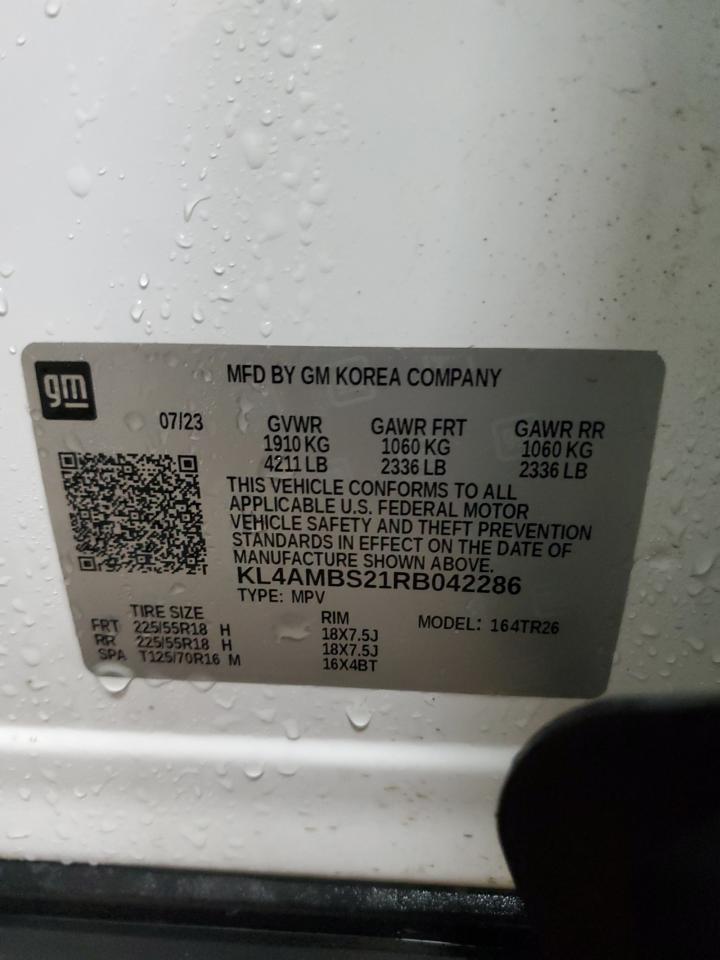 gm
MFD BY GM KOREA COMPANY
07/23
GVWR GAWR FRT GAWR RR
1910 KG 1060 KG 1060 KG
4211 LB 2336 LB 2336 LB
THIS VEHICLE CONFORMS TO ALL
APPLICABLE U.S. FEDERAL MOTOR
VEHICLE SAFETY AND THEFT PREVENTION
STANDARDS IN EFFECT ON THE DATE OF
MANUFACTURE SHOWN ABOVE.
KL4AMBS21RB042286
TYPE: MPV
TIRE SIZE RIM MODEL: 164TR26
FRT 225/55R18 H 18X7.5J
RR 225/55R18 H 18X7.5J
SPA T125/70R16 M 16X4BT